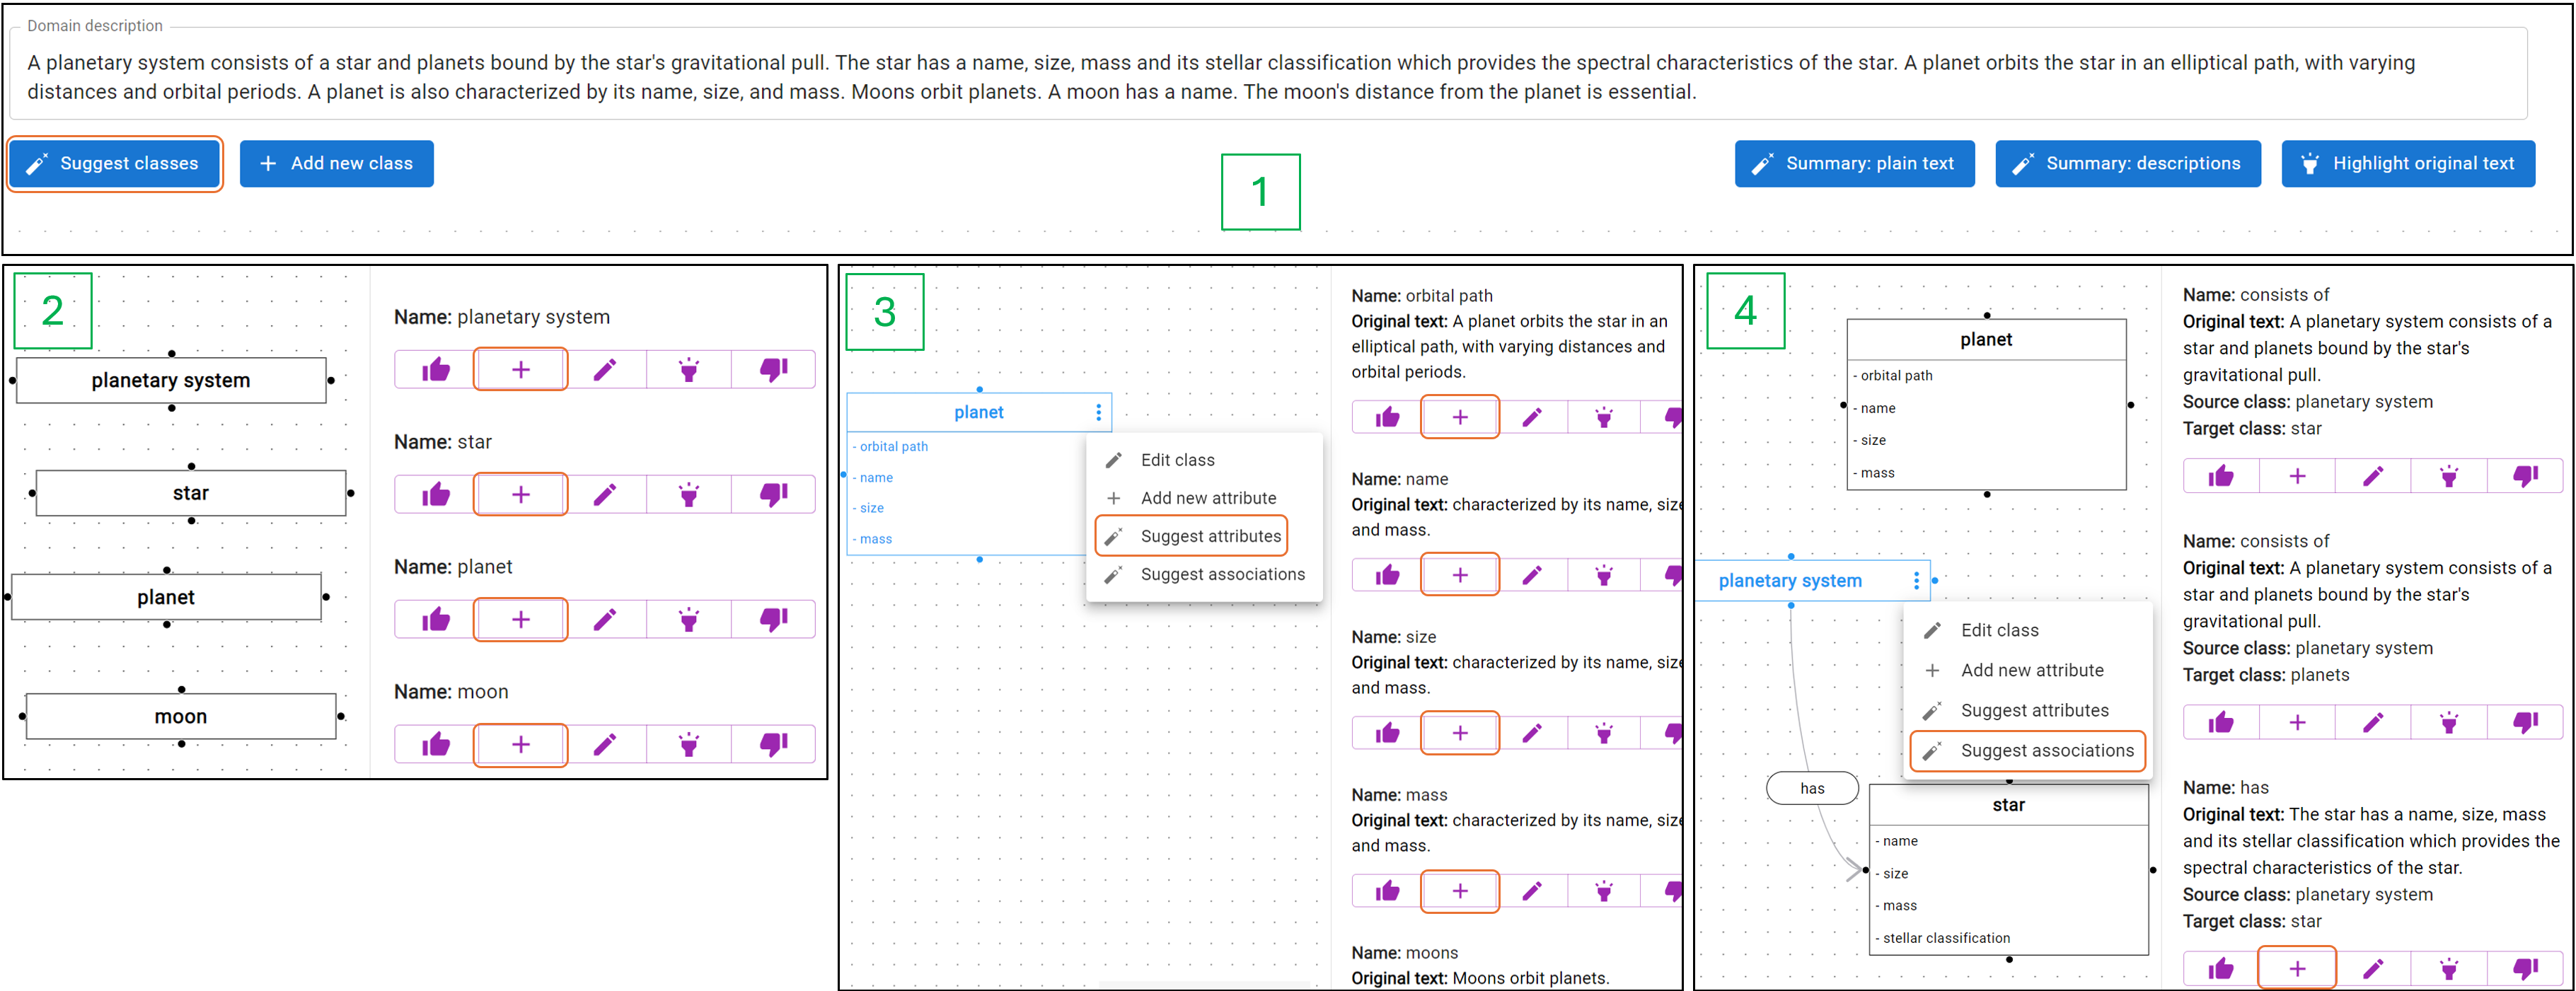 Domain description
A planetary system consists of a star and planets bound by the star's gravitational pull. The star has a name, size, mass and its stellar classification which provides the spectral characteristics of the star. A planet orbits the star in an elliptical path, with varying
distances and orbital periods. A planet is also characterized by its name, size, and mass. Moons orbit planets. A moon has a name. The moon's distance from the planet is essential.
Suggest classes
Add new class
1
Summary: plain text
Summary: descriptions
Highlight original text
2
planetary system
star
planet
moon
Name: planetary system
Name: star
Name: planet
Name: moon
3
planet
- orbital path
- name
- size
- mass
Edit class
Add new attribute
Suggest attributes
Suggest associations
Name: orbital path
Original text: A planet orbits the star in an
elliptical path, with varying distances and
orbital periods.
Name: name
Original text: characterized by its name, size
and mass.
Name: size
Original text: characterized by its name, size
and mass.
Name: mass
Original text: characterized by its name, size
and mass.
Name: moons
Original text: Moons orbit planets.
4
planet
- orbital path
- name
- size
- mass
planetary system
Edit class
Add new attribute
Suggest attributes
Suggest associations
has
star
- name
- size
- mass
- stellar classification
Name: consists of
Original text: A planetary system consists of a
star and planets bound by the star's
gravitational pull.
Source class: planetary system
Target class: star
Name: consists of
Original text: A planetary system consists of a
star and planets bound by the star's
gravitational pull.
Source class: planetary system
Target class: planets
Name: has
Original text: The star has a name, size, mass
and its stellar classification which provides the
spectral characteristics of the star.
Source class: planetary system
Target class: star